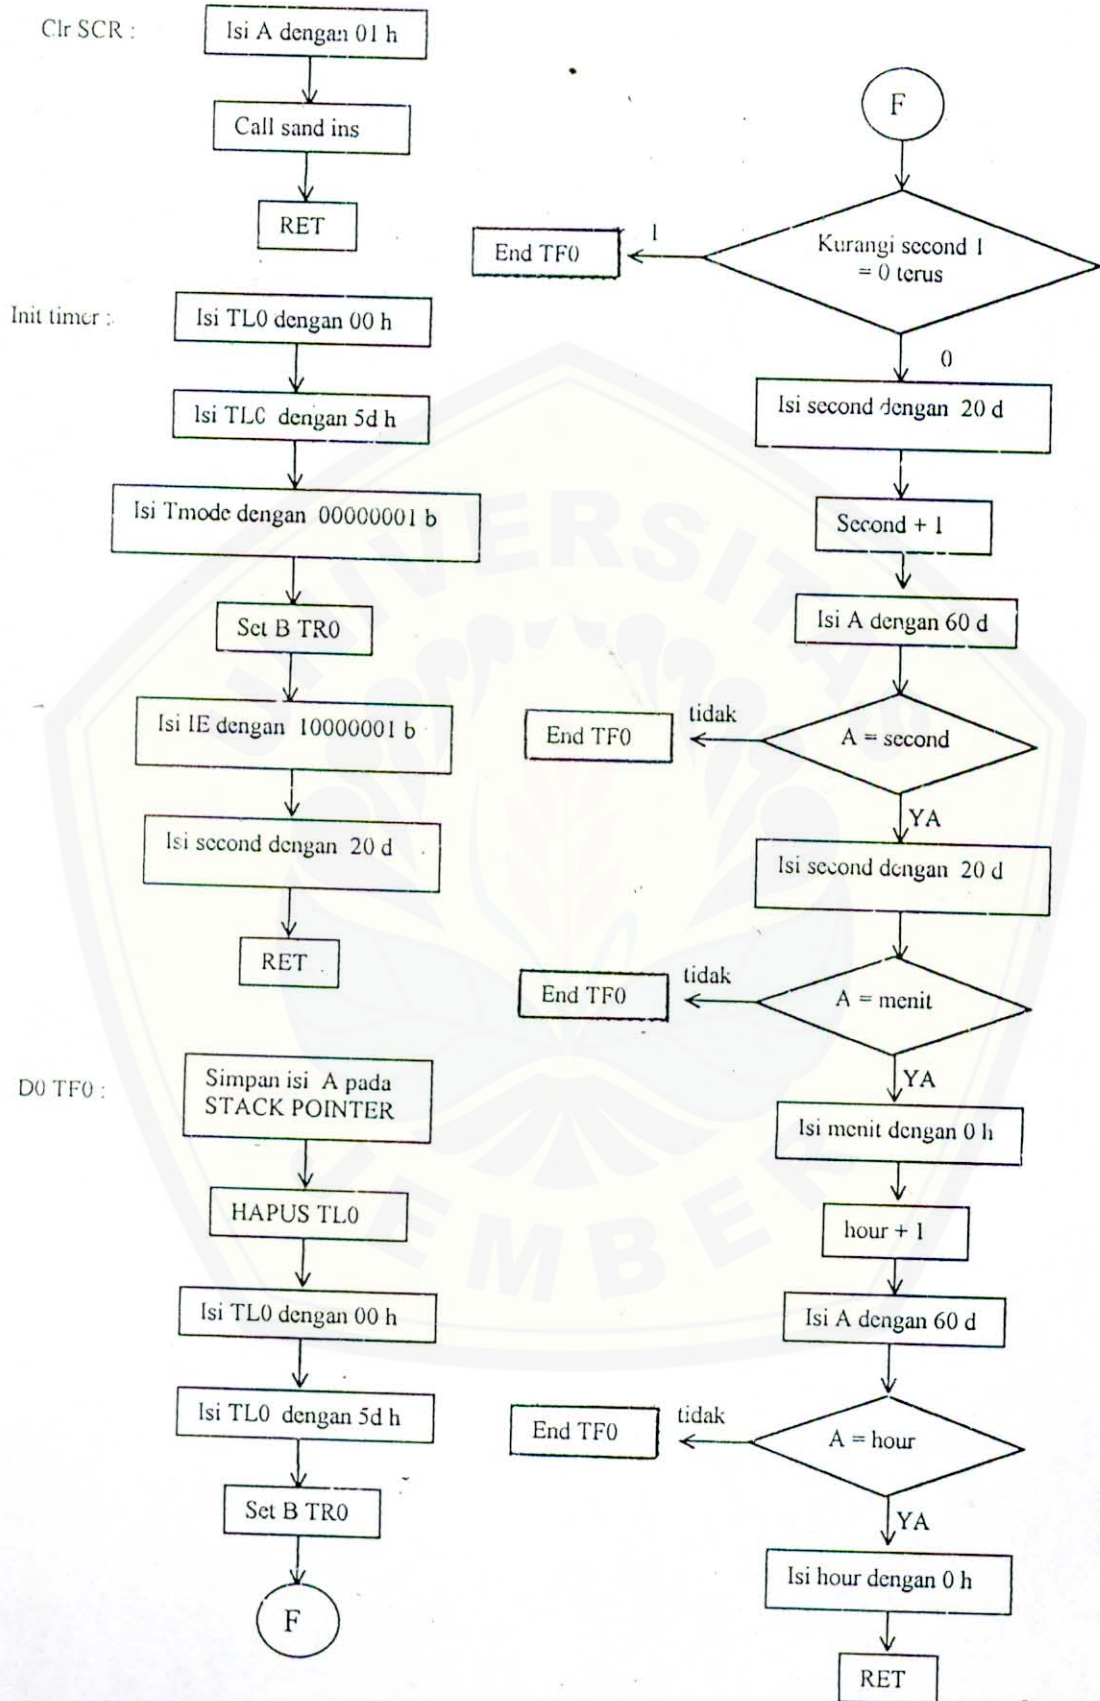 Clr SCR :
Isi A dengan 01 h
Call sand ins
RET
Init timer :
Isi TL0 dengan 00 h
Isi TL0 dengan 5d h
Isi Tmode dengan 00000001 b
Set B TR0
Isi IE dengan 10000001 b
Isi second dengan 20 d
RET
D0 TF0 :
Simpan isi A pada
STACK POINTER
HAPUS TL0
Isi TL0 dengan 00 h
Isi TL0 dengan 5d h
Set B TR0
F
F
Kurangi second 1
= 0 terus
1
End TF0
0
Isi second dengan 20 d
Second + 1
Isi A dengan 60 d
A = second
tidak
End TF0
YA
Isi second dengan 20 d
A = menit
tidak
End TF0
YA
Isi menit dengan 0 h
hour + 1
Isi A dengan 60 d
A = hour
tidak
End TF0
YA
Isi hour dengan 0 h
RET
UNIVERSITAS
JEMBER